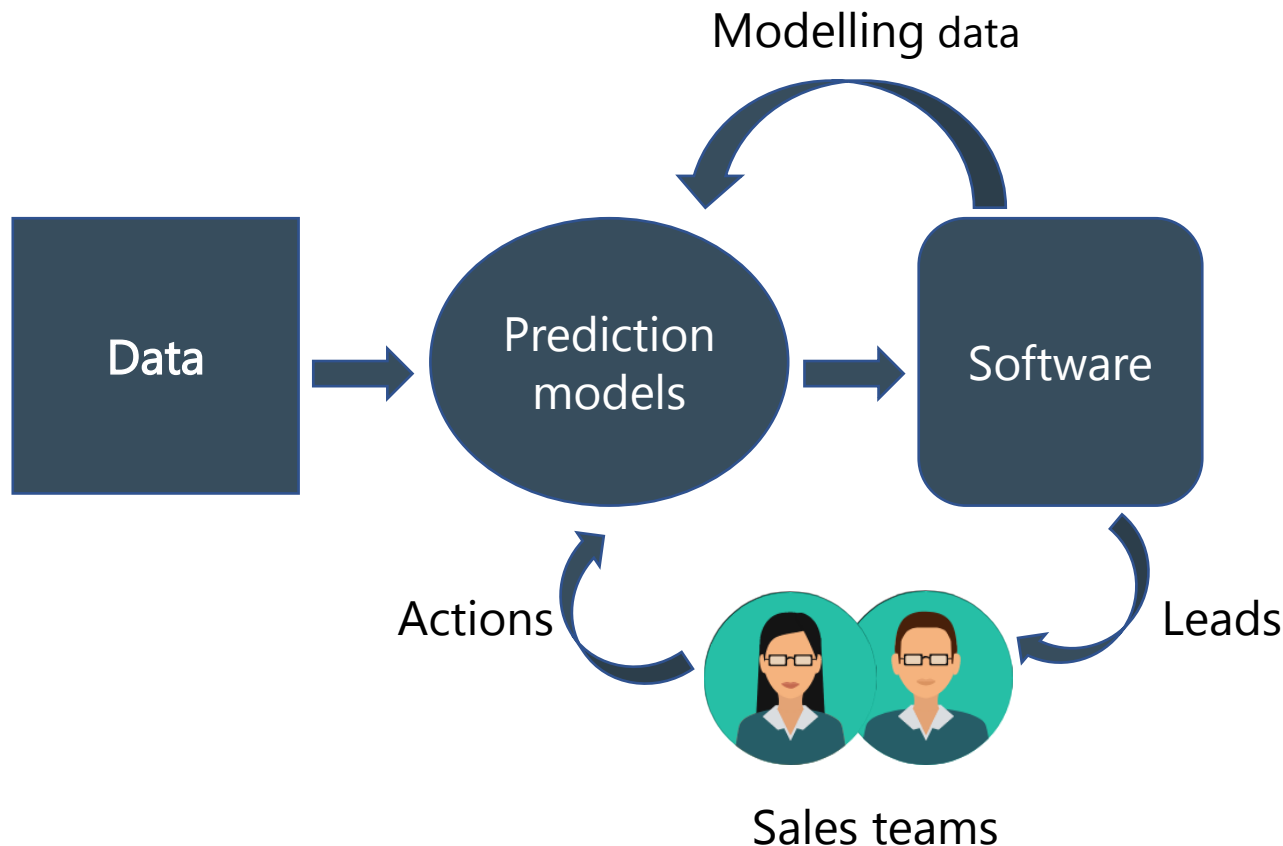 Modelling data
Data
Prediction
models
Software
Actions
Leads
Sales teams